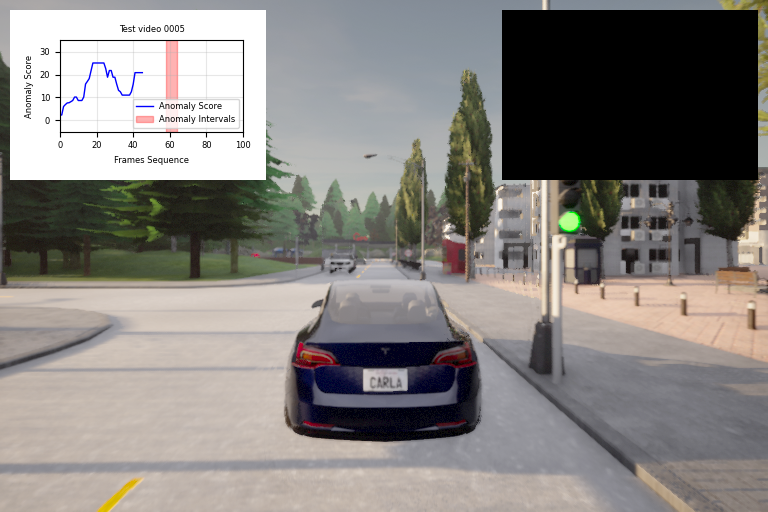 Test video 0005
Anomaly Score
30
20
10
0
Anomaly Score
Anomaly Intervals
0 20 40 60 80 100
Frames Sequence
CARLA